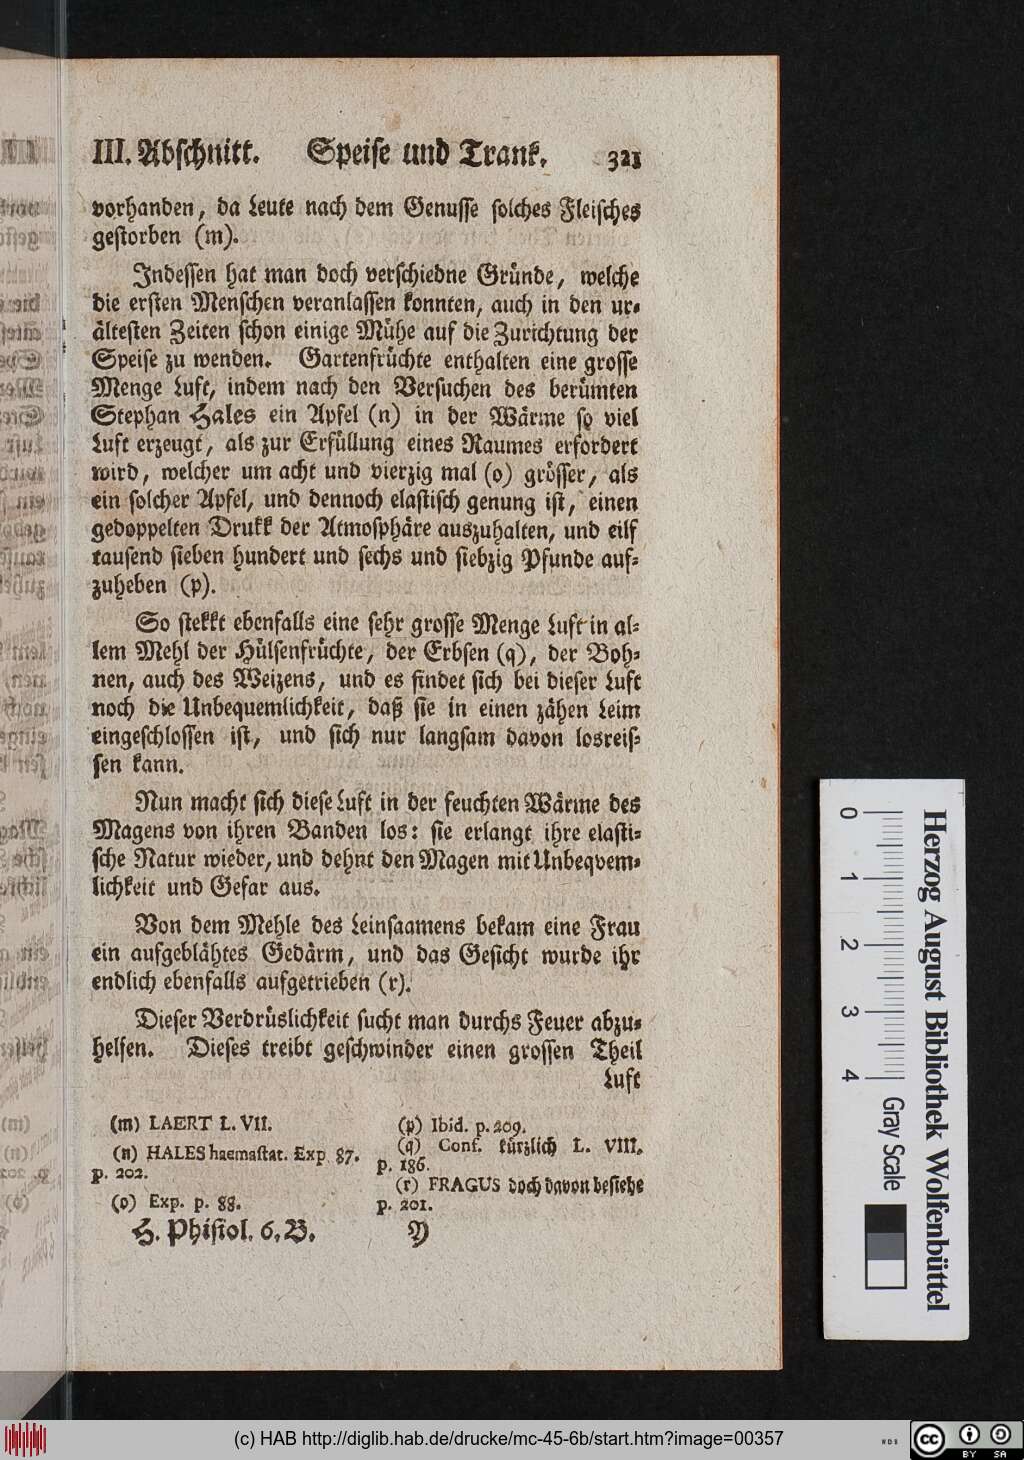 III. Abschnitt. Speise und Trank. 321
vorhanden, da Leute nach dem Genusse solches Fleisches
gestorben (m).
Indessen hat man doch verschiedne Gründe, welche
die ersten Menschen veranlassen konnten, auch in den ur-
ältesten Zeiten schon einige Mühe auf die Zurichtung der
Speise zu wenden. Gartenfrüchte enthalten eine grosse
Menge Luft, indem nach den Versuchen des berümten
Stephan Hales ein Apfel (n) in der Wärme so viel
Luft erzeugt, als zur Erfüllung eines Raumes erfordert
wird, welcher um acht und vierzig mal (o) grösser, als
ein solcher Apfel, und dennoch elastisch genung ist, einen
gedoppelten Drukk der Atmosphäre auszuhalten, und eilf
tausend sieben hundert und sechs und siebzig Pfunde auf-
zuheben (p).
So stekkt ebenfalls eine sehr grosse Menge Luft in al-
lem Mehl der Hülsenfrüchte, der Erbsen (q), der Boh-
nen, auch des Weizens, und es findet sich bei dieser Luft
noch die Unbequemlichkeit, daß sie in einen zähen Leim
eingeschlossen ist, und sich nur langsam davon losreis-
sen kann.
Nun macht sich diese Luft in der feuchten Wärme des
Magens von ihren Banden los: sie erlangt ihre elasti-
sche Natur wieder, und dehnt den Magen mit Unbeqvem-
lichkeit und Gefar aus.
Von dem Mehle des Leinsaamens bekam eine Frau
ein aufgeblähtes Gedärm, und das Gesicht wurde ihr
endlich ebenfalls aufgetrieben (r).
Dieser Verdrüslichkeit sucht man durchs Feuer abzu-
helfen. Dieses treibt geschwinder einen grossen Theil
Luft
(m) LAERT L. VII.
(n) HALES haemastat. Exp. 87.
p. 202.
(o) Exp. p. 88.
(p) Ibid. p. 209.
(q) Conf. kürzlich L. VIII.
p. 186.
(r) FRAGUS doch davon besiehe
p. 201.
H. Phisiol. 6. B. Y
0 1 2 3 4 Gray Scale
Herzog August Bibliothek Wolfenbüttel
(c) HAB http://diglib.hab.de/drucke/mc-45-6b/start.htm?image=00357
WDB
cc BY SA